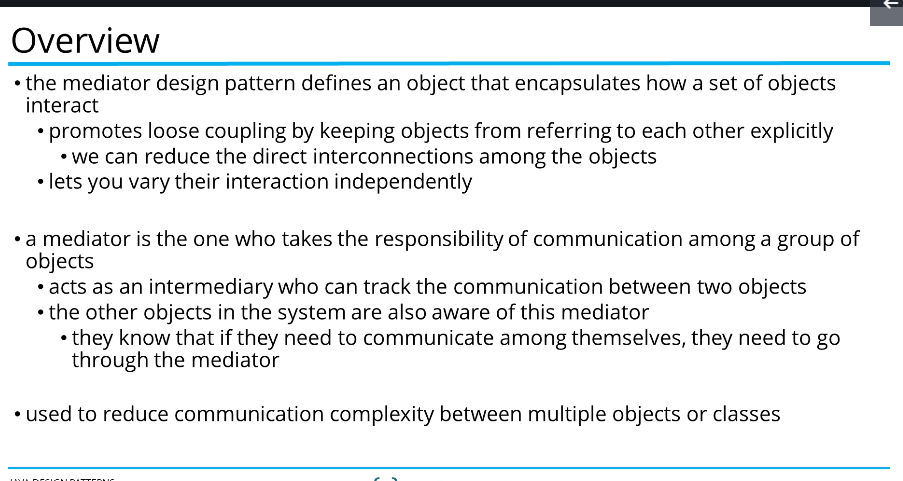 Overview
• the mediator design pattern defines an object that encapsulates how a set of objects
interact
• promotes loose coupling by keeping objects from referring to each other explicitly
• we can reduce the direct interconnections among the objects
• lets you vary their interaction independently
• a mediator is the one who takes the responsibility of communication among a group of
objects
• acts as an intermediary who can track the communication between two objects
• the other objects in the system are also aware of this mediator
• they know that if they need to communicate among themselves, they need to go
through the mediator
• used to reduce communication complexity between multiple objects or classes
JAVA DESIGN PATTERNS